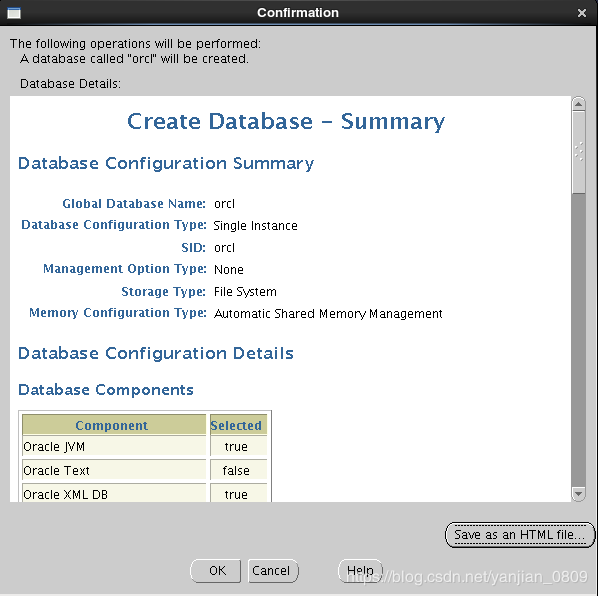 Confirmation
The following operations will be performed:
A database called "orcl" will be created.
Database Details:
Create Database - Summary
Database Configuration Summary
Global Database Name: orcl
Database Configuration Type: Single Instance
SID: orcl
Management Option Type: None
Storage Type: File System
Memory Configuration Type: Automatic Shared Memory Management
Database Configuration Details
Database Components
Component Selected
Oracle JVM true
Oracle Text false
Oracle XML DB true
Save as an HTML file...
OK Cancel Help
https://blog.csdn.net/yanjian_0809